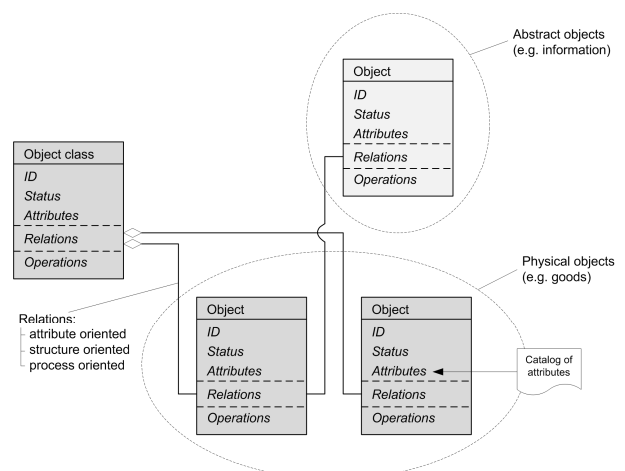 Abstract objects
(e.g. information)
Object
ID
Status
Attributes
Relations
Operations
Object class
ID
Status
Attributes
Relations
Operations
Physical objects
(e.g. goods)
Relations:
attribute oriented
structure oriented
process oriented
Object
ID
Status
Attributes
Relations
Operations
Object
ID
Status
Attributes
Relations
Operations
Catalog of
attributes